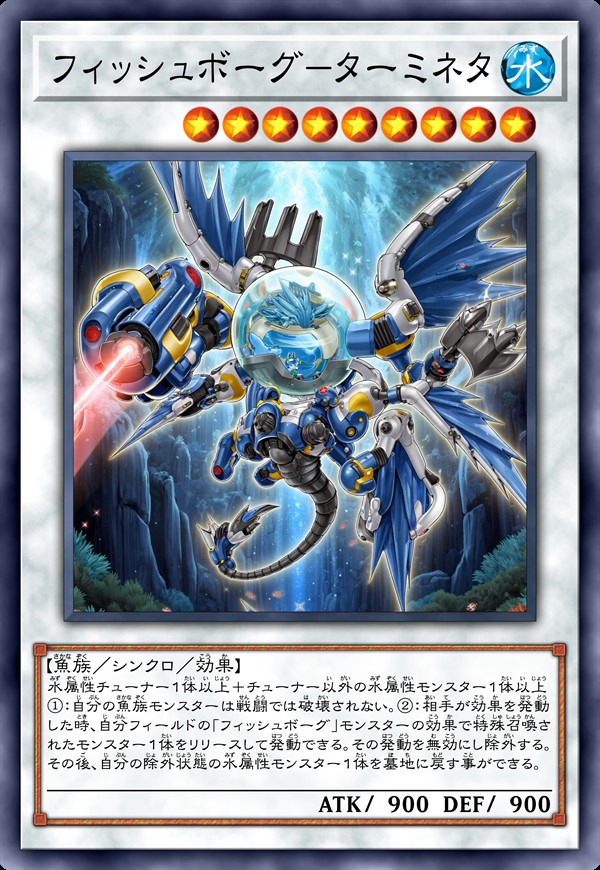 フィッシュボーグ－ターミネタ
水
【魚族／シンクロ／効果】
水属性チューナー1体以上＋チューナー以外の水属性モンスター1体以上
①：自分の魚族モンスターは戦闘では破壊されない。②：相手が効果を発動
した時、自分フィールドの「フィッシュボーグ」モンスターの効果で特殊召喚さ
れたモンスター1体をリリースして発動できる。その発動を無効にし除外する。
その後、自分の除外状態の水属性モンスター1体を墓地に戻す事ができる。
ATK/ 900 DEF/ 900